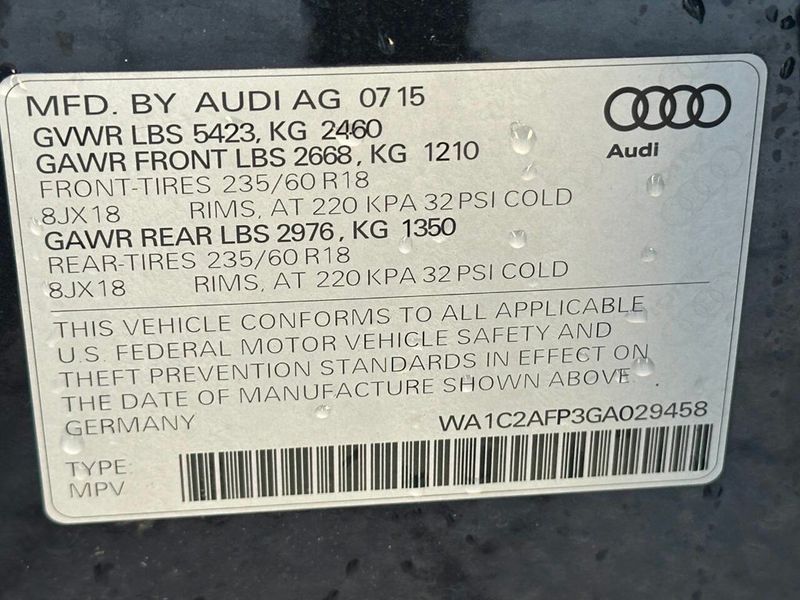 MFD. BY AUDI AG 07 15
GVWR LBS 5423, KG 2460
GAWR FRONT LBS 2668, KG 1210
FRONT-TIRES 235/60 R18
8JX18 RIMS, AT 220 KPA 32 PSI COLD
GAWR REAR LBS 2976, KG 1350
REAR-TIRES 235/60 R18
8JX18 RIMS, AT 220 KPA 32 PSI COLD
Audi
THIS VEHICLE CONFORMS TO ALL APPLICABLE
U.S. FEDERAL MOTOR VEHICLE SAFETY AND
THEFT PREVENTION STANDARDS IN EFFECT ON
THE DATE OF MANUFACTURE SHOWN ABOVE
GERMANY WA1C2AFP3GA029458
TYPE:
MPV